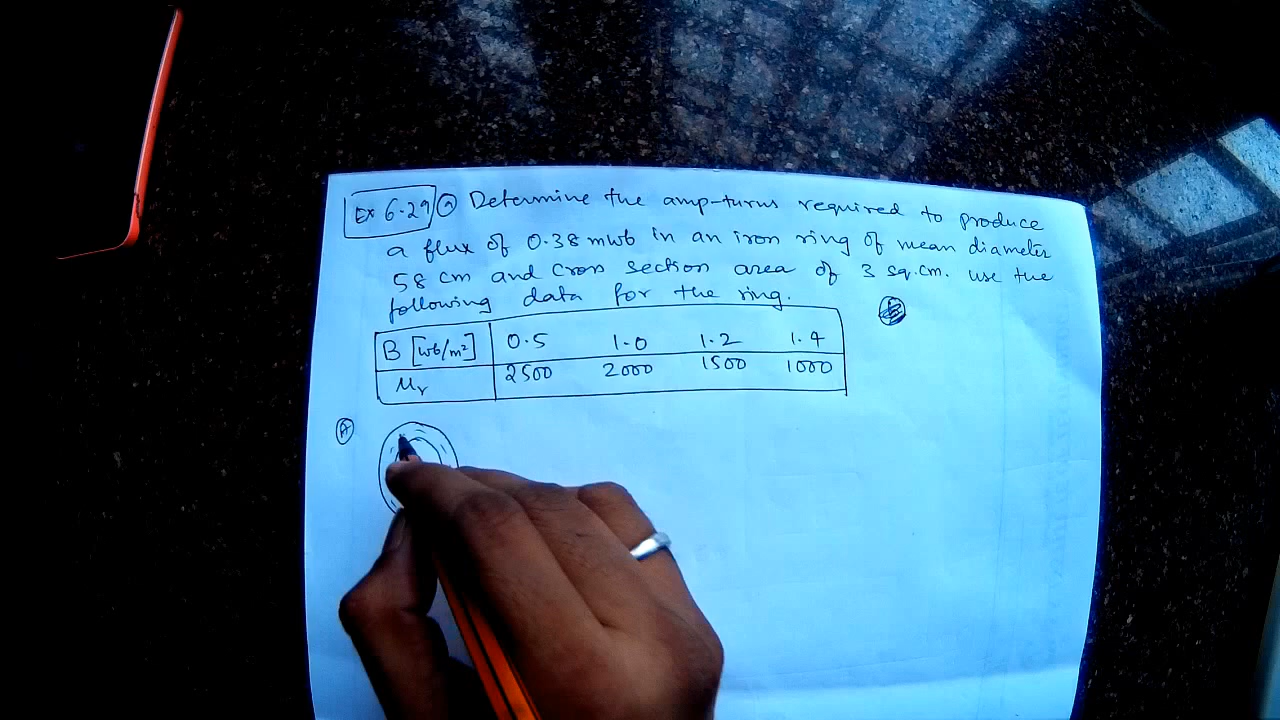 Ex 6.29 Q Determine the amp-turns required to produce
a flux of 0.38 mwb in an iron ring of mean diameter
58 cm and Cross section area of 3 sq.cm. use the
following data for the ring.
B [wb/m²] 0.5 1.0 1.2 1.4
μr 2500 2000 1500 1000
A